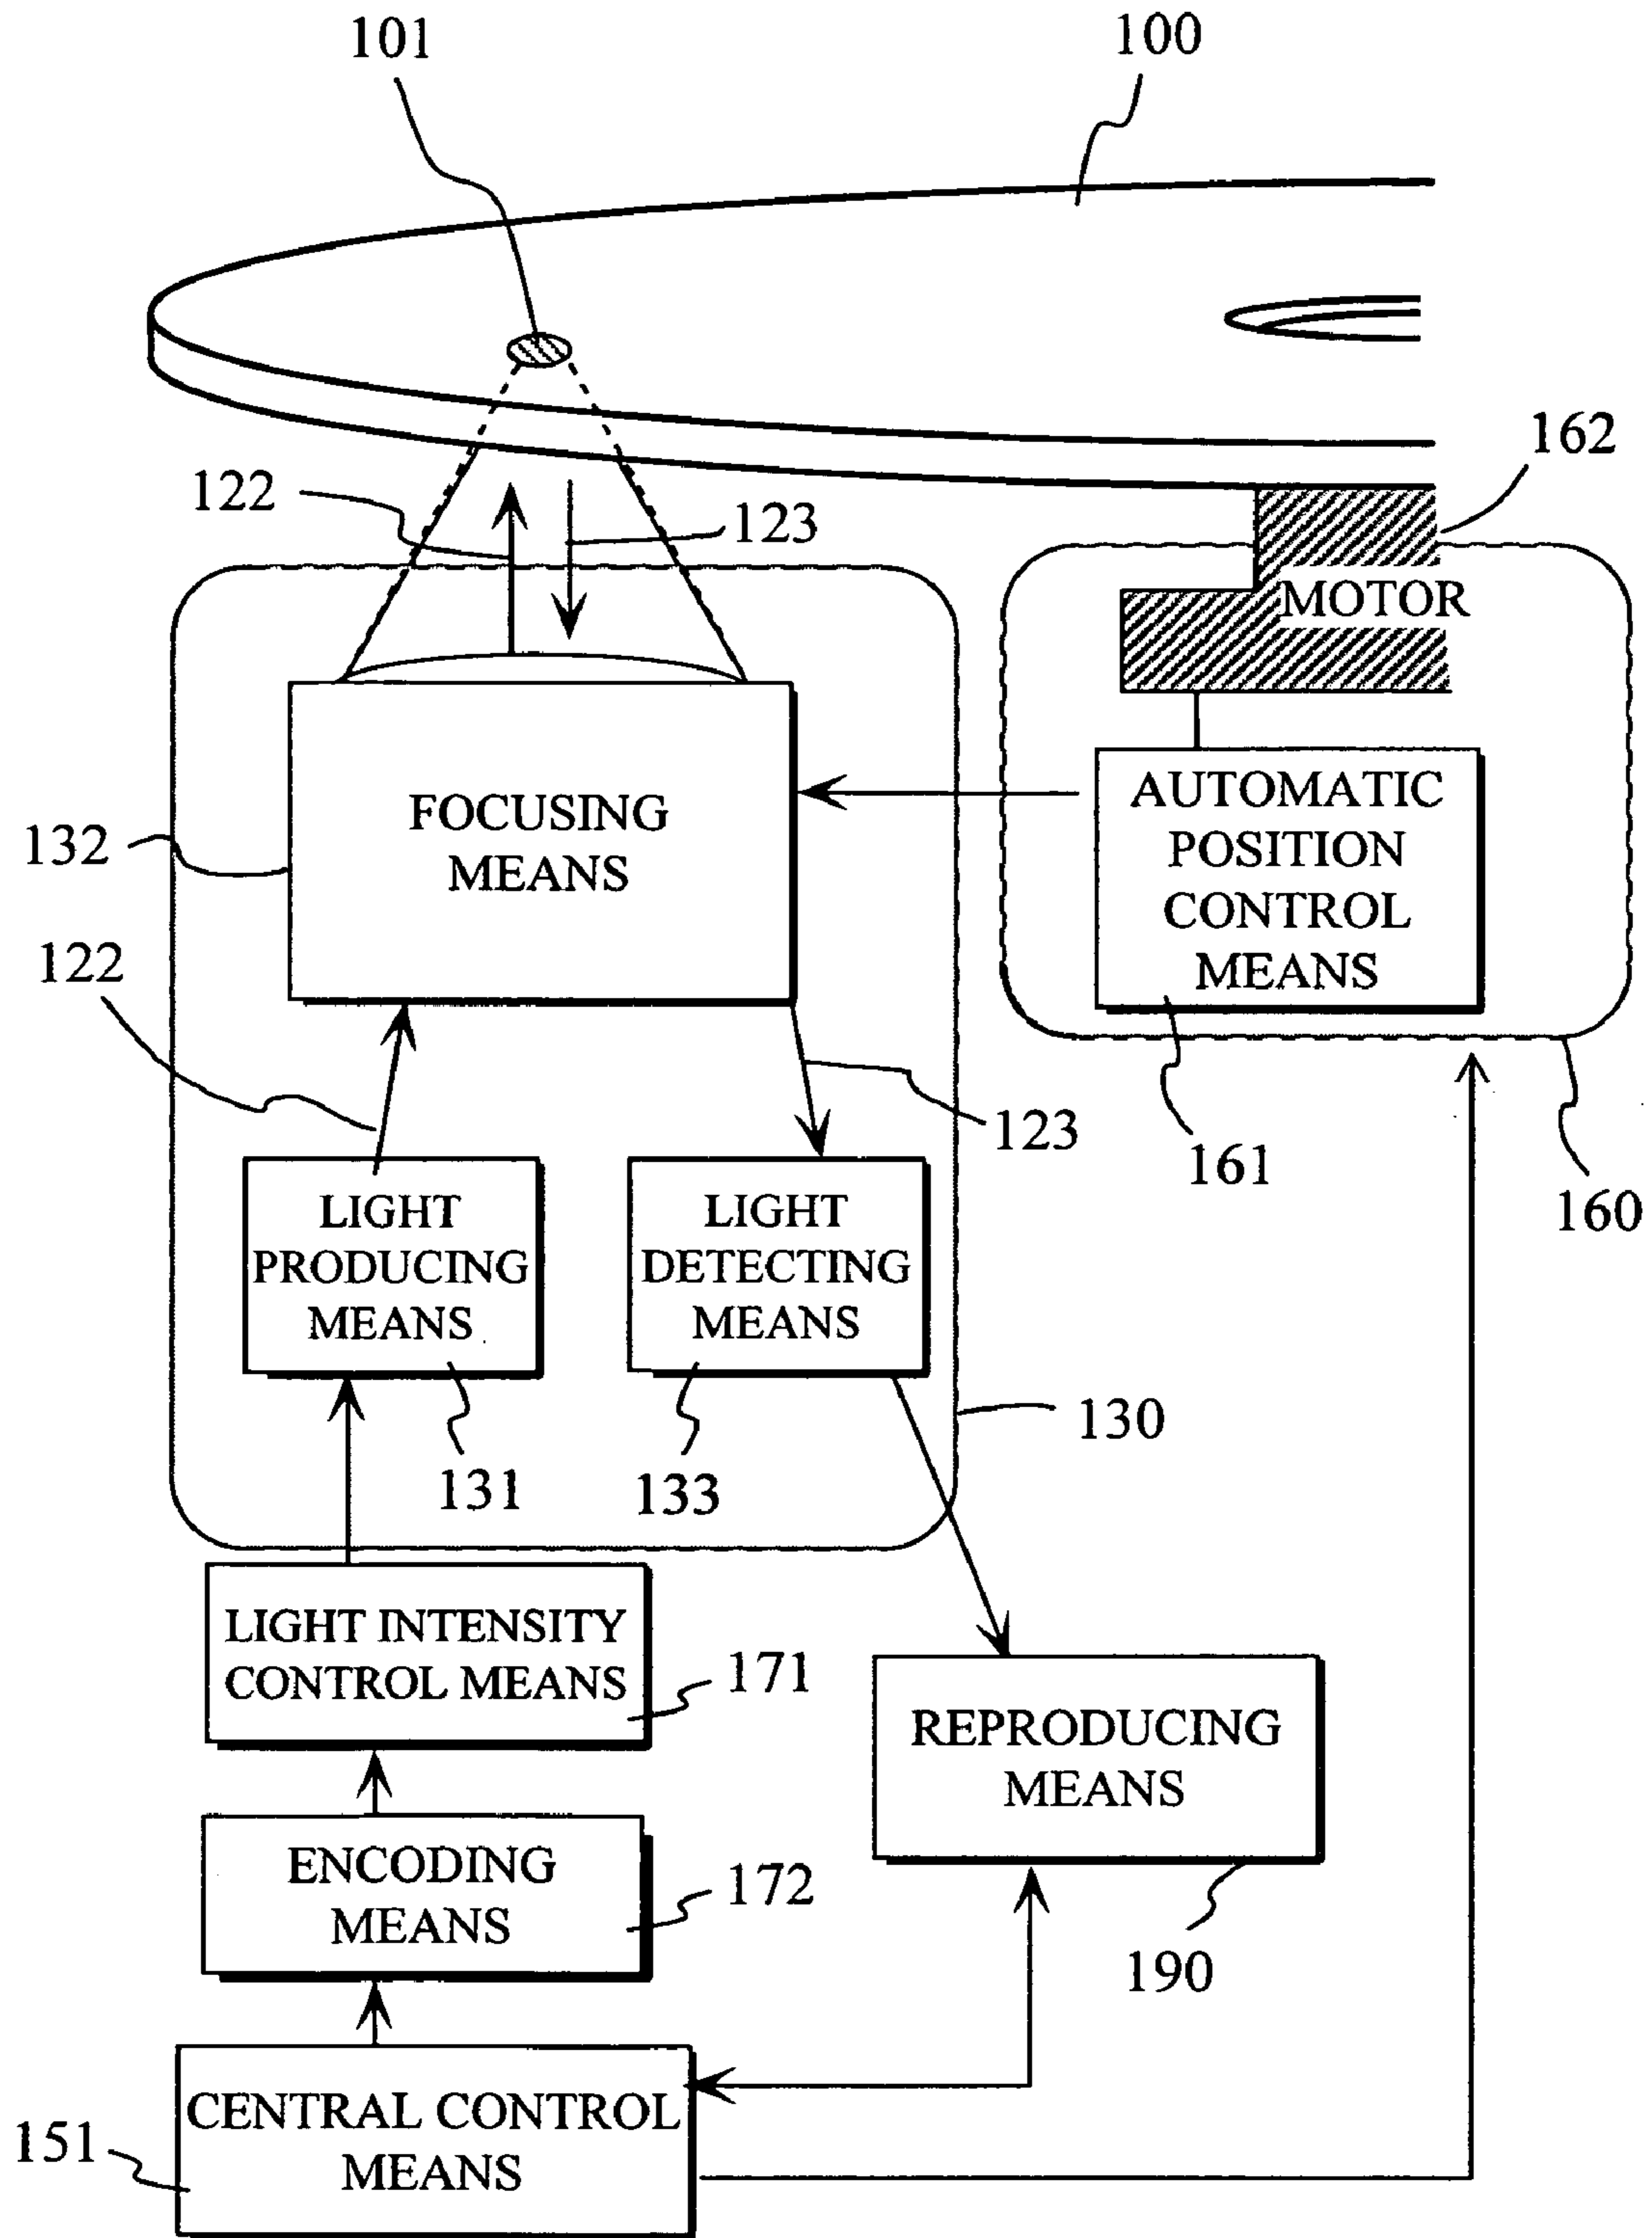 101
100
162
122
123
MOTOR
FOCUSING
MEANS
132
AUTOMATIC
POSITION
CONTROL
MEANS
122
123
161
160
LIGHT
PRODUCING
MEANS
LIGHT
DETECTING
MEANS
130
131
133
LIGHT INTENSITY
CONTROL MEANS
171
REPRODUCING
MEANS
ENCODING
MEANS
172
190
CENTRAL CONTROL
MEANS
151